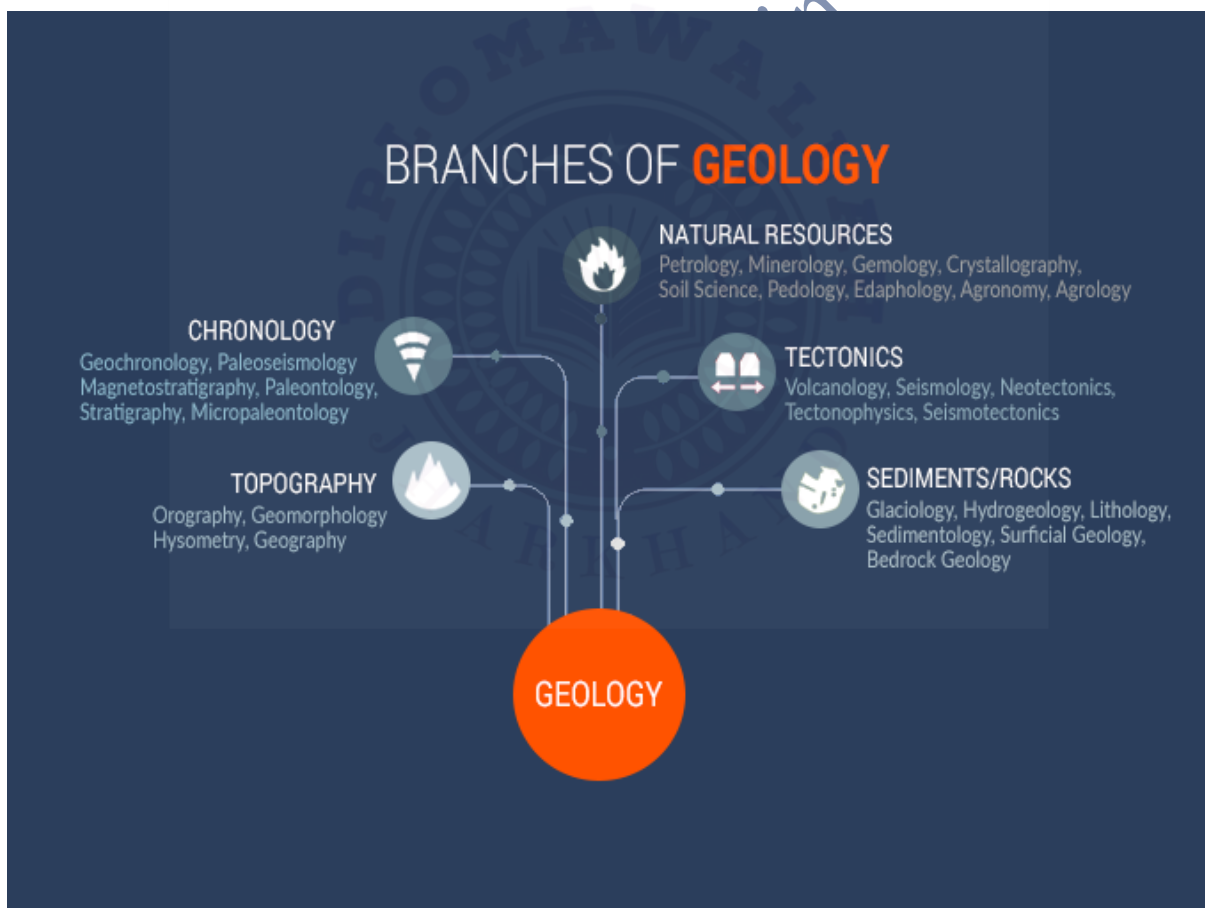 DIPLOMAWALLAH
BRANCHES OF GEOLOGY
NATURAL RESOURCES
Petrology, Minerology, Gemology, Crystallography,
Soil Science, Pedology, Edaphology, Agronomy, Agrology
CHRONOLOGY
Geochronology, Paleoseismology
Magnetostratigraphy, Paleontology,
Stratigraphy, Micropaleontology
TECTONICS
Volcanology, Seismology, Neotectonics,
Tectonophysics, Seismotectonics
TOPOGRAPHY
Orography, Geomorphology
Hysometry, Geography
SEDIMENTS/ROCKS
Glaciology, Hydrogeology, Lithology,
Sedimentology, Surficial Geology,
Bedrock Geology
JHARKHAND
GEOLOGY